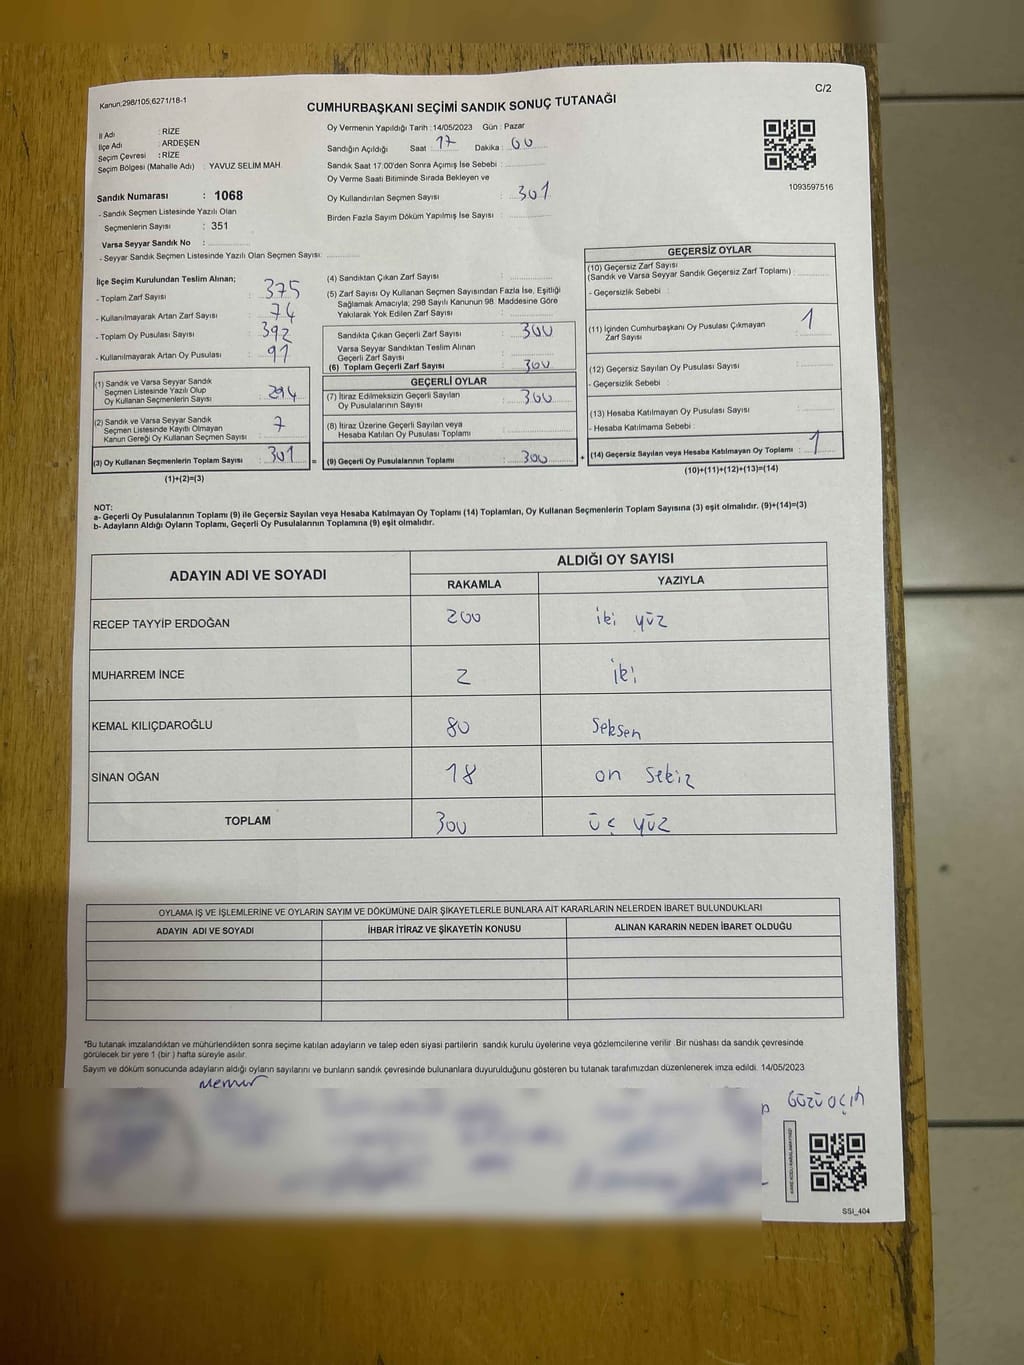 Kanun;298/105;6271/18-1
C/2
CUMHURBAŞKANI SEÇİMİ SANDIK SONUÇ TUTANAĞI
İl Adı : RİZE
İlçe Adı : ARDEŞEN
Seçim Çevresi : RİZE
Seçim Bölgesi (Mahalle Adı) : YAVUZ SELİM MAH.
Sandık Numarası : 1068
- Sandık Seçmen Listesinde Yazılı Olan
Seçmenlerin Sayısı : 351
Varsa Seyyar Sandık No :
- Seyyar Sandık Seçmen Listesinde Yazılı Olan Seçmen Sayısı:
Oy Vermenin Yapıldığı Tarih :14/05/2023 Gün : Pazar
Sandığın Açıldığı Saat : 17 Dakika : 00
Sandık Saat 17.00'den Sonra Açımış İse Sebebi :
Oy Verme Saati Bitiminde Sırada Bekleyen ve
Oy Kullandırılan Seçmen Sayısı : 301
Birden Fazla Sayım Döküm Yapılmış İse Sayısı :
1093597516
İlçe Seçim Kurulundan Teslim Alınan;
- Toplam Zarf Sayısı : 375
- Kullanılmayarak Artan Zarf Sayısı : 74
- Toplam Oy Pusulası Sayısı : 392
- Kullanılmayarak Artan Oy Pusulası : 91
(1) Sandık ve Varsa Seyyar Sandık
Seçmen Listesinde Yazılı Olup
Oy Kullanan Seçmenlerin Sayısı : 294
(2) Sandık ve Varsa Seyyar Sandık
Seçmen Listesinde Kayıtlı Olmayan
Kanun Gereği Oy Kullanan Seçmen Sayısı : 7
(3) Oy Kullanan Seçmenlerin Toplam Sayısı : 301 =
(1)+(2)=(3)
(4) Sandıktan Çıkan Zarf Sayısı :
(5) Zarf Sayısı Oy Kullanan Seçmen Sayısından Fazla İse, Eşitliği
Sağlamak Amacıyla; 298 Sayılı Kanunun 98. Maddesine Göre
Yakılarak Yok Edilen Zarf Sayısı :
Sandıkta Çıkan Geçerli Zarf Sayısı : 300
Varsa Seyyar Sandıktan Teslim Alınan
Geçerli Zarf Sayısı :
(6) Toplam Geçerli Zarf Sayısı : 300
GEÇERLİ OYLAR
(7) İtiraz Edilmeksizin Geçerli Sayılan
Oy Pusulalarının Sayısı : 300
(8) İtiraz Üzerine Geçerli Sayılan veya
Hesaba Katılan Oy Pusulası Toplamı :
(9) Geçerli Oy Pusulalarının Toplamı : 300 +
GEÇERSİZ OYLAR
(10) Geçersiz Zarf Sayısı
(Sandık ve Varsa Seyyar Sandık Geçersiz Zarf Toplamı) :
- Geçersizlik Sebebi :
(11) İçinden Cumhurbaşkanı Oy Pusulası Çıkmayan
Zarf Sayısı : 1
(12) Geçersiz Sayılan Oy Pusulası Sayısı :
- Geçersizlik Sebebi :
(13) Hesaba Katılmayan Oy Pusulası Sayısı :
- Hesaba Katılmama Sebebi :
(14) Geçersiz Sayılan veya Hesaba Katılmayan Oy Toplamı : 1
(10)+(11)+(12)+(13)=(14)
NOT:
a- Geçerli Oy Pusulalarının Toplamı (9) ile Geçersiz Sayılan veya Hesaba Katılmayan Oy Toplamı (14) Toplamları, Oy Kullanan Seçmenlerin Toplam Sayısına (3) eşit olmalıdır. (9)+(14)=(3)
b- Adayların Aldığı Oyların Toplamı, Geçerli Oy Pusulalarının Toplamına (9) eşit olmalıdır.
ADAYIN ADI VE SOYADI
ALDIĞI OY SAYISI
RAKAMLA YAZIYLA
RECEP TAYYİP ERDOĞAN 200 iki yüz
MUHARREM İNCE 2 iki
KEMAL KILIÇDAROĞLU 80 Seksen
SİNAN OĞAN 18 on sekiz
TOPLAM 300 üç yüz
OYLAMA İŞ VE İŞLEMLERİNE VE OYLARIN SAYIM VE DÖKÜMÜNE DAİR ŞİKAYETLERLE BUNLARA AİT KARARLARIN NELERDEN İBARET BULUNDUKLARI
ADAYIN ADI VE SOYADI İHBAR İTİRAZ VE ŞİKAYETİN KONUSU ALINAN KARARIN NEDEN İBARET OLDUĞU
*Bu tutanak imzalandıktan ve mühürlendikten sonra seçime katılan adayların ve talep eden siyasi partilerin sandık kurulu üyelerine veya gözlemcilerine verilir .Bir nüshası da sandık çevresinde
görülecek bir yere 1 (bir ) hafta süreyle asılır.
Sayım ve döküm sonucunda adayların aldığı oyların sayılarını ve bunların sandık çevresinde bulunanlara duyurulduğunu gösteren bu tutanak tarafımızdan düzenlenerek imza edildi. 14/05/2023
memur
GÖZÜAÇIK
SSİ_404